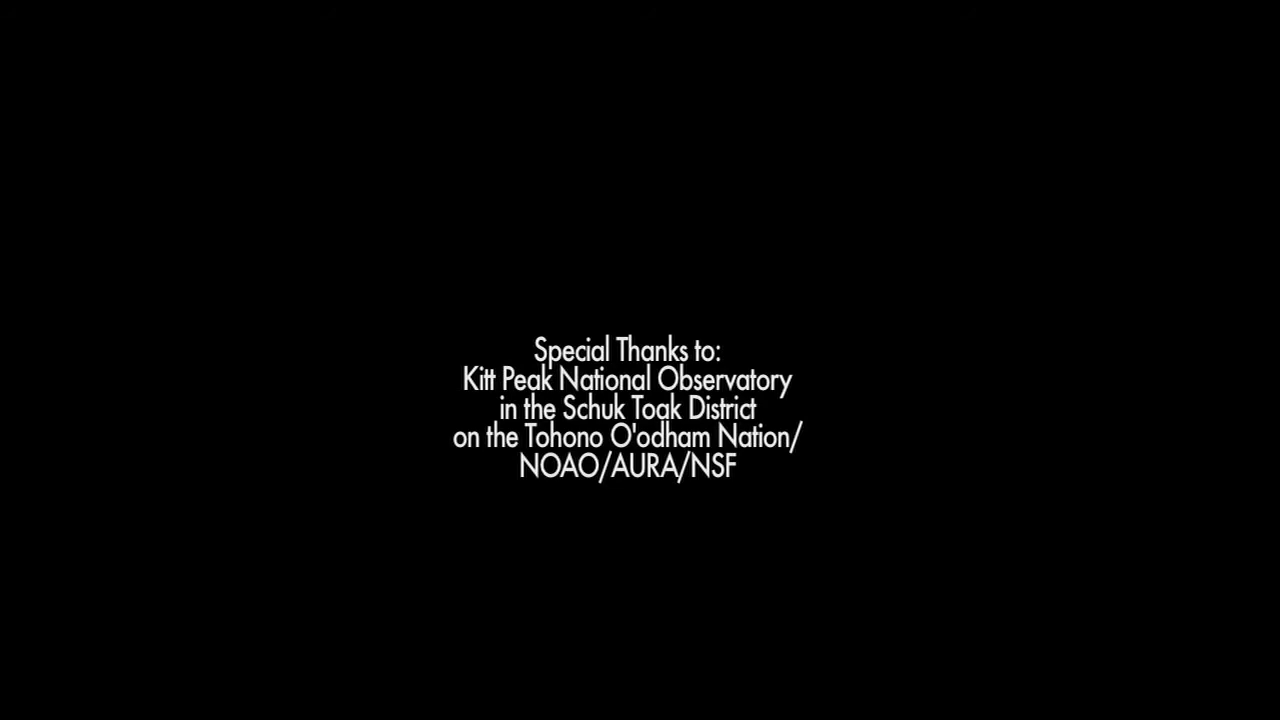 Special Thanks to:
Kitt Peak National Observatory
in the Schuk Toak District
on the Tohono O'odham Nation/
NOAO/AURA/NSF